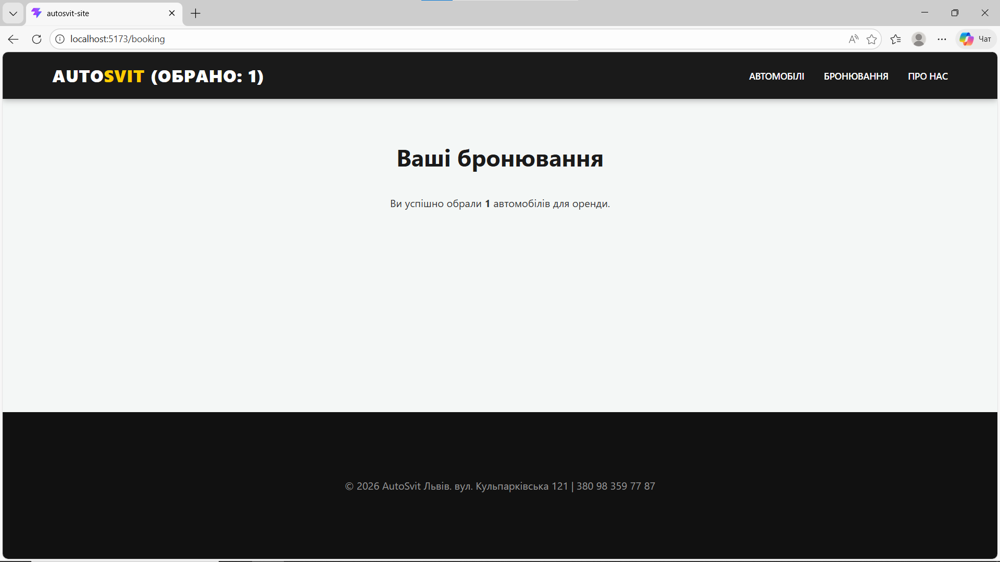 autosvit-site
localhost:5173/booking
Чат
AUTOSVIT (ОБРАНО: 1)
АВТОМОБІЛІ БРОНЮВАННЯ ПРО НАС
Ваші бронювання
Ви успішно обрали 1 автомобілів для оренди.
© 2026 AutoSvit Львів. вул. Кульпарківська 121 | 380 98 359 77 87